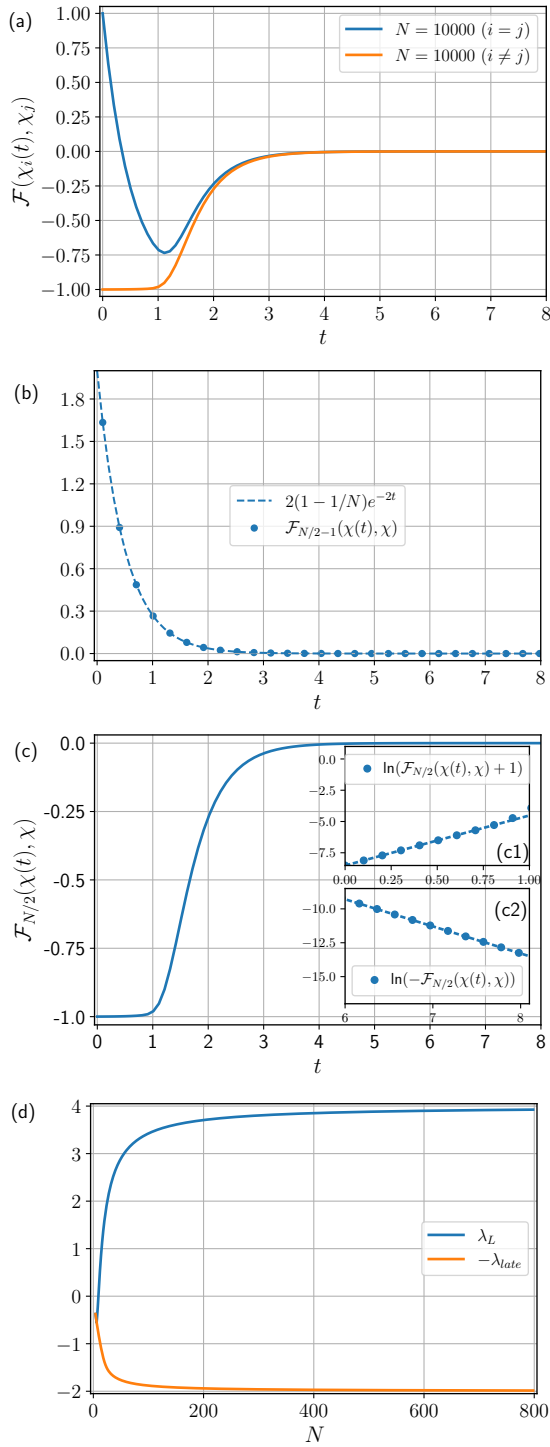 (a)
1.00
0.75
0.50
0.25
0.00
−0.25
−0.50
−0.75
−1.00
F(χ_i(t), χ_j)
N = 10000 (i = j)
N = 10000 (i ≠ j)
0 1 2 3 4 5 6 7 8
t
(b)
1.8
1.5
1.2
0.9
0.6
0.3
0.0
2(1 − 1/N)e^{−2t}
F_{N/2−1}(χ(t), χ)
0 1 2 3 4 5 6 7 8
t
(c)
0.0
-0.25
-0.5
-0.75
-1.0
F_{N/2}(χ(t), χ)
0.0
−2.5
−5.0
−7.5
ln(F_{N/2}(χ(t), χ) + 1)
(c1)
0.00 0.25 0.50 0.75 1.00
(c2)
−10.0
−12.5
−15.0
ln(−F_{N/2}(χ(t), χ))
6 7 8
0 1 2 3 4 5 6 7 8
t
(d)
4
3
2
1
0
−1
−2
λ_L
−λ_{late}
0 200 400 600 800
N